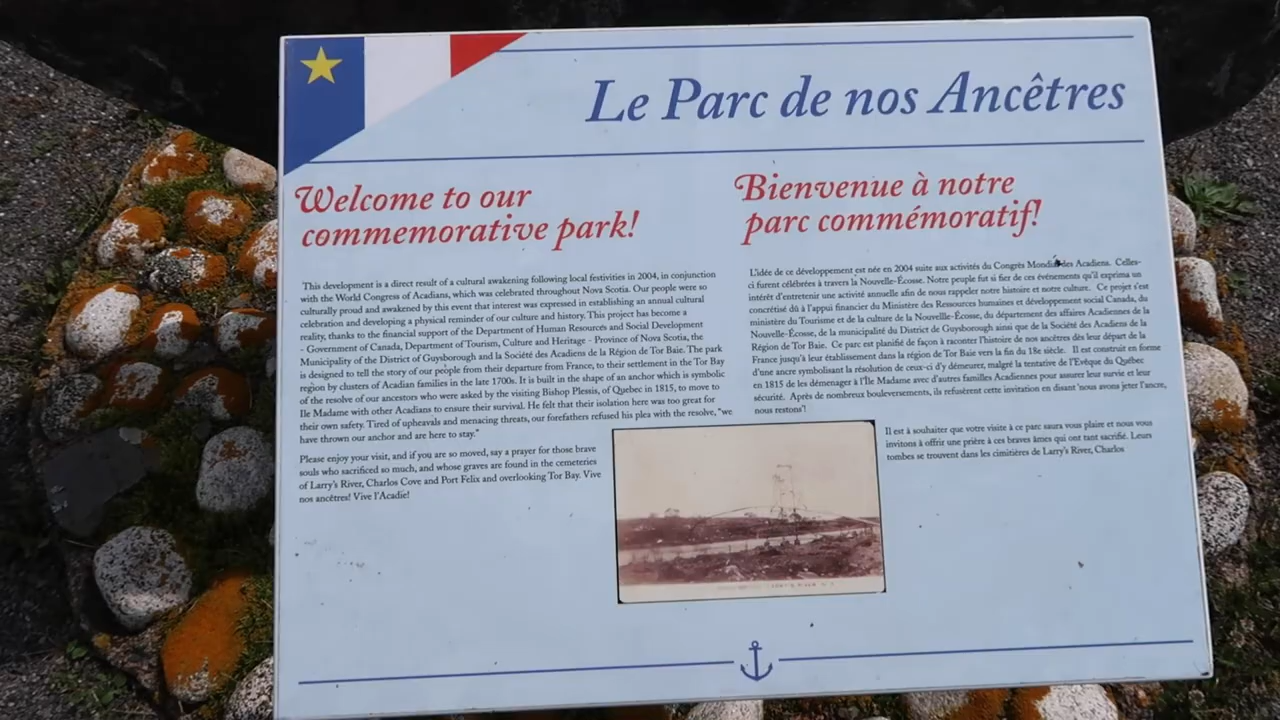 Le Parc de nos Ancêtres
Welcome to our
commemorative park!
This development is a direct result of a cultural awakening following local festivities in 2004, in conjunction
with the World Congress of Acadians, which was celebrated throughout Nova Scotia. Our people were so
culturally proud and awakened by this event that interest was expressed in establishing an annual cultural
celebration and developing a physical reminder of our culture and history. This project has become a
reality, thanks to the financial support of the Department of Human Resources and Social Development
- Government of Canada, Department of Tourism, Culture and Heritage - Province of Nova Scotia, the
Municipality of the District of Guysborough and la Société des Acadiens de la Région de Tor Baie. The park
is designed to tell the story of our people from their departure from France, to their settlement in the Tor Bay
region by clusters of Acadian families in the late 1700s. It is built in the shape of an anchor which is symbolic
of the resolve of our ancestors who were asked by the visiting Bishop Plessis, of Quebec in 1815, to move to
Ile Madame with other Acadians to ensure their survival. He felt that their isolation here was too great for
their own safety. Tired of upheavals and menacing threats, our forefathers refused his plea with the resolve, "we
have thrown our anchor and are here to stay."
Please enjoy your visit, and if you are so moved, say a prayer for those brave
souls who sacrificed so much, and whose graves are found in the cemeteries
of Larry's River, Charlos Cove and Port Felix and overlooking Tor Bay. Vive
nos ancêtres! Vive l'Acadie!
Bienvenue à notre
parc commémoratif!
L'idée de ce développement est née en 2004 suite aux activités du Congrès Mondial des Acadiens. Celles-
ci furent célébrées à travers la Nouvelle-Écosse. Notre peuple fut si fier de ces événements qu'il exprima un
intérêt d'entretenir une activité annuelle afin de nous rappeler notre histoire et notre culture. Ce projet s'est
concrétisé dû à l'appui financier du Ministère des Ressources humaines et développement social Canada, du
ministère du Tourisme et de la culture de la Nouvellle-Écosse, du département des affaires Acadiennes de la
Nouvelle-Écosse, de la municipalité du District de Guysborough ainsi que de la Société des Acadiens de la
Région de Tor Baie. Ce parc est planifié de façon à raconter l'histoire de nos ancêtres dès leur départ de la
France jusqu'à leur établissement dans la région de Tor Baie vers la fin du 18e siècle. Il est construit en forme
d'une ancre symbolisant la résolution de ceux-ci d'y demeurer, malgré la tentative de l'Evêque du Québec
en 1815 de les démenager à l'Ile Madame avec d'autres familles Acadiennes pour assurer leur survie et leur
sécurité. Après de nombreux bouleversements, ils refusèrent cette invitation en disant 'nous avons jeter l'ancre,
nous restons'!
Il est à souhaiter que votre visite à ce parc saura vous plaire et nous vous
invitons à offrir une prière à ces braves âmes qui ont tant sacrifié. Leurs
tombes se trouvent dans les cimitières de Larry's River, Charlos